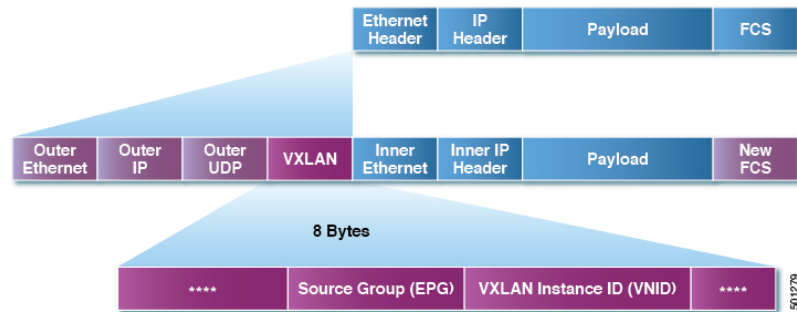 Ethernet Header
IP Header
Payload
FCS
Outer Ethernet
Outer IP
Outer UDP
VXLAN
Inner Ethernet
Inner IP Header
Payload
New FCS
8 Bytes
****
Source Group (EPG)
VXLAN Instance ID (VNID)
****
501279